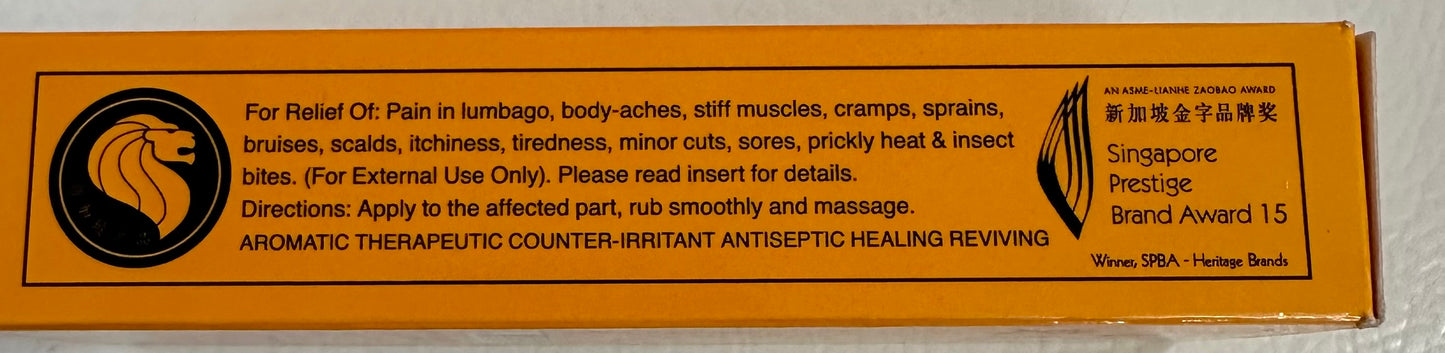 For Relief Of: Pain in lumbago, body-aches, stiff muscles, cramps, sprains,
bruises, scalds, itchiness, tiredness, minor cuts, sores, prickly heat & insect
bites. (For External Use Only). Please read insert for details.
Directions: Apply to the affected part, rub smoothly and massage.
AROMATIC THERAPEUTIC COUNTER-IRRITANT ANTISEPTIC HEALING REVIVING
AN ASME-LIANHE ZAOBAO AWARD
新加坡金字品牌奖
Singapore
Prestige
Brand Award 15
Winner, SPBA - Heritage Brands